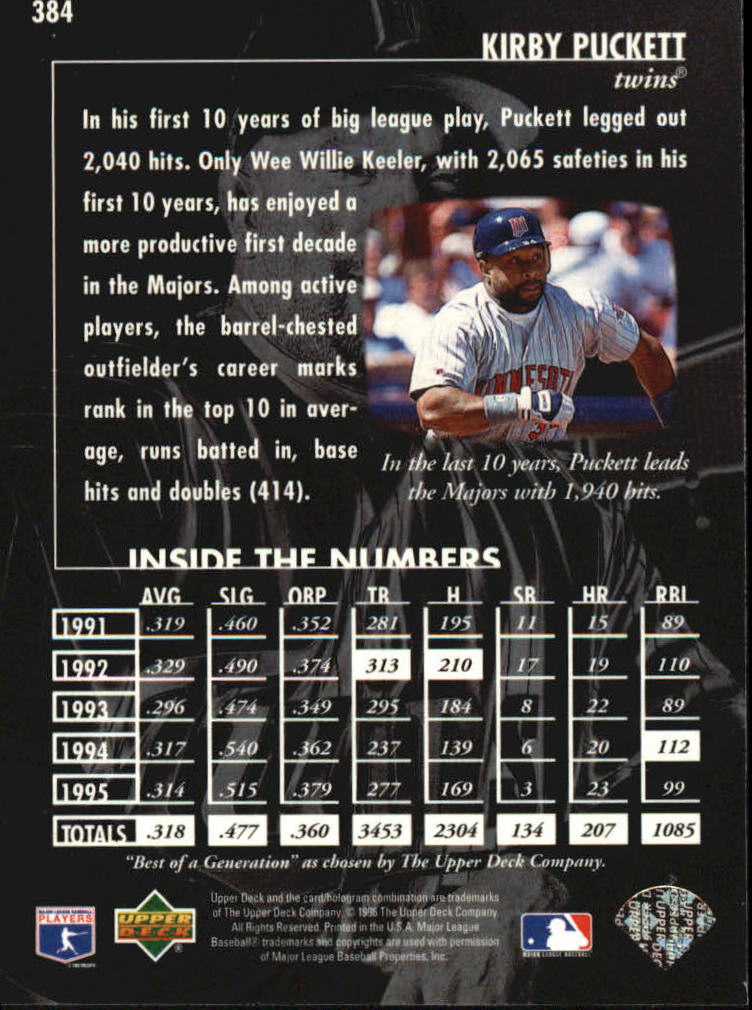 384
KIRBY PUCKETT
twins®
In his first 10 years of big league play, Puckett legged out
2,040 hits. Only Wee Willie Keeler, with 2,065 safeties in his
first 10 years, has enjoyed a
more productive first decade
in the Majors. Among active
players, the barrel-chested
outfielder's career marks
rank in the top 10 in aver-
age, runs batted in, base
hits and doubles (414).
MINNESOTA
In the last 10 years, Puckett leads
the Majors with 1,940 hits.
INSIDE THE NUMBERS
AVG SLG OBP TB H SB HR RBI
1991 .319 .460 .352 281 195 11 15 89
1992 .329 .490 .374 313 210 17 19 110
1993 .296 .474 .349 295 184 8 22 89
1994 .317 .540 .362 237 139 6 20 112
1995 .314 .515 .379 277 169 3 23 99
TOTALS .318 .477 .360 3453 2304 134 207 1085
"Best of a Generation" as chosen by The Upper Deck Company.
MAJOR LEAGUE BASEBALL
PLAYERS
UPPER
DECK
®
Upper Deck and the card/hologram combination are trademarks
of The Upper Deck Company. © 1996 The Upper Deck Company.
All Rights Reserved. Printed in the U.S.A. Major League
Baseball® trademarks and copyrights are used with permission
of Major League Baseball Properties, Inc.
MAJOR LEAGUE BASEBALL